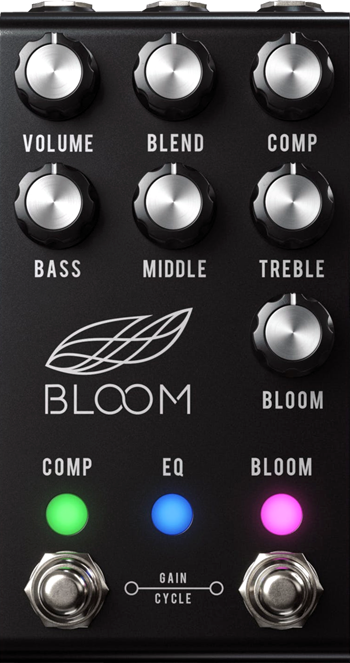 VOLUME BLEND COMP
BASS MIDDLE TREBLE
BLOOM
BLOOM
COMP EQ BLOOM
GAIN
CYCLE